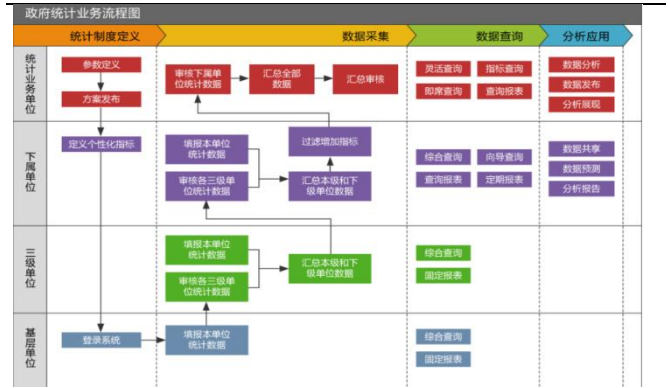 政府统计业务流程图
统计制度定义
数据采集
数据查询
分析应用
统计业务单位
参数定义
方案发布
审核下属单
位统计数据
汇总全部
数据
汇总审核
灵活查询
指标查询
即席查询
查询报表
数据分析
数据发布
分析展现
下属单位
定义个性化指标
填报本单位
统计数据
审核各三级单
位统计数据
过滤增加指标
汇总本级和下
级单位数据
综合查询
向导查询
查询报表
定期报表
数据共享
数据预测
分析报告
三级单位
填报本单位
统计数据
审核各三级单
位统计数据
汇总本级和下
级单位数据
综合查询
固定报表
基层单位
登录系统
填报本单位
统计数据
综合查询
固定报表